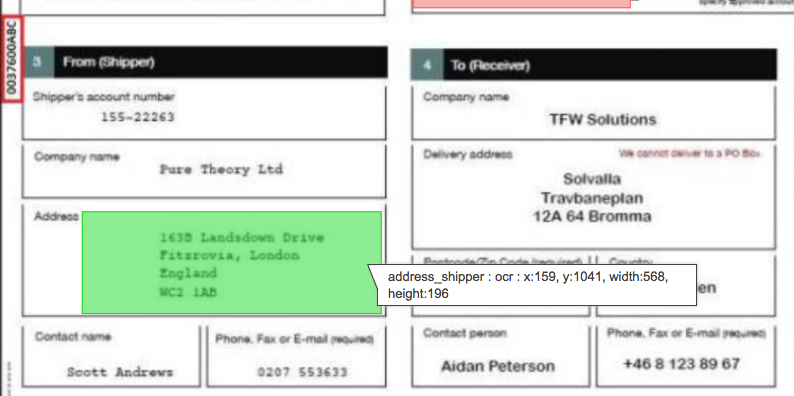 specify approved account
0037600ABC
3 From (Shipper)
Shipper's account number
155-22263
Company name
Pure Theory Ltd
Address
163B Landsdown Drive
Fitzrovia, London
England
WC2 1AB
Contact name
Scott Andrews
Phone, Fax or E-mail (required)
0207 553633
4 To (Receiver)
Company name
TFW Solutions
Delivery address
We cannot deliver to a PO Box
Solvalla
Travbaneplan
12A 64 Bromma
Postcode/Zip Code (required)
Country
en
Contact person
Aidan Peterson
Phone, Fax or E-mail (required)
+46 8 123 89 67
address_shipper : ocr : x:159, y:1041, width:568,
height:196